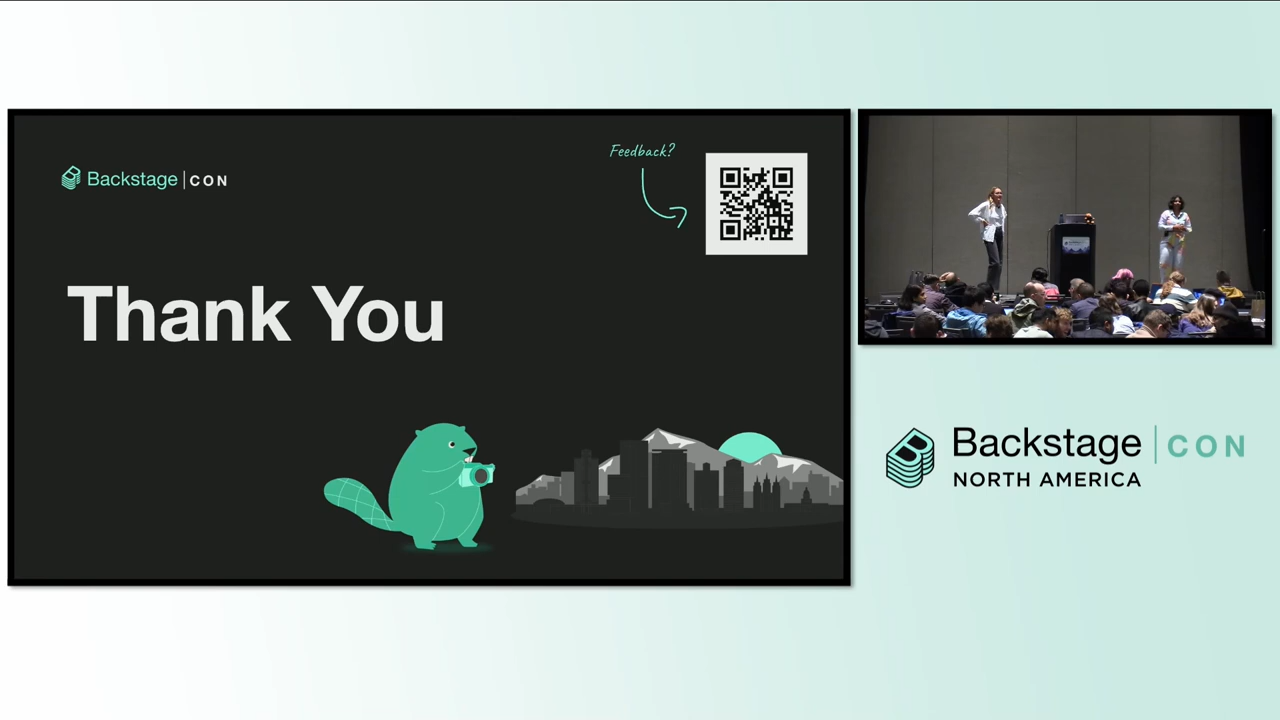 Backstage | CON
Feedback?
Thank You
Backstage | CON
NORTH AMERICA